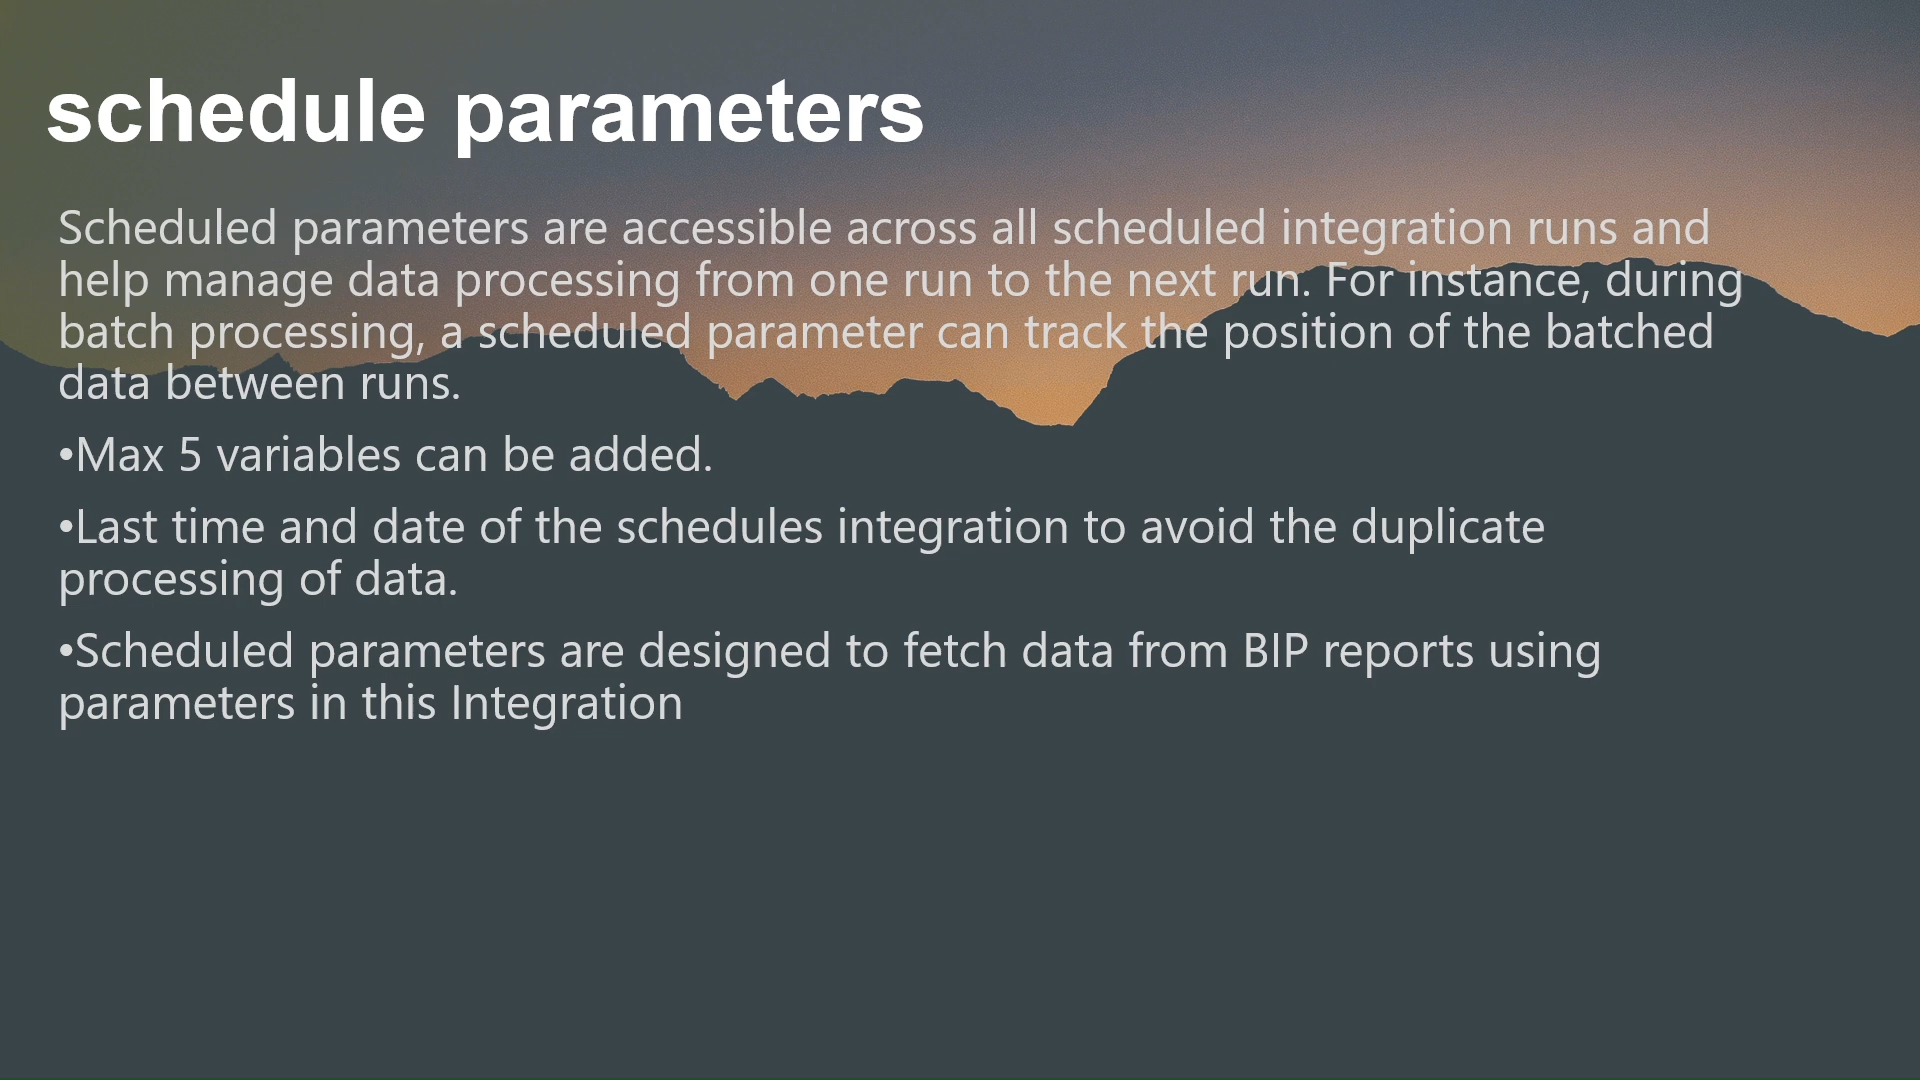 schedule parameters
Scheduled parameters are accessible across all scheduled integration runs and
help manage data processing from one run to the next run. For instance, during
batch processing, a scheduled parameter can track the position of the batched
data between runs.
•Max 5 variables can be added.
•Last time and date of the schedules integration to avoid the duplicate
processing of data.
•Scheduled parameters are designed to fetch data from BIP reports using
parameters in this Integration